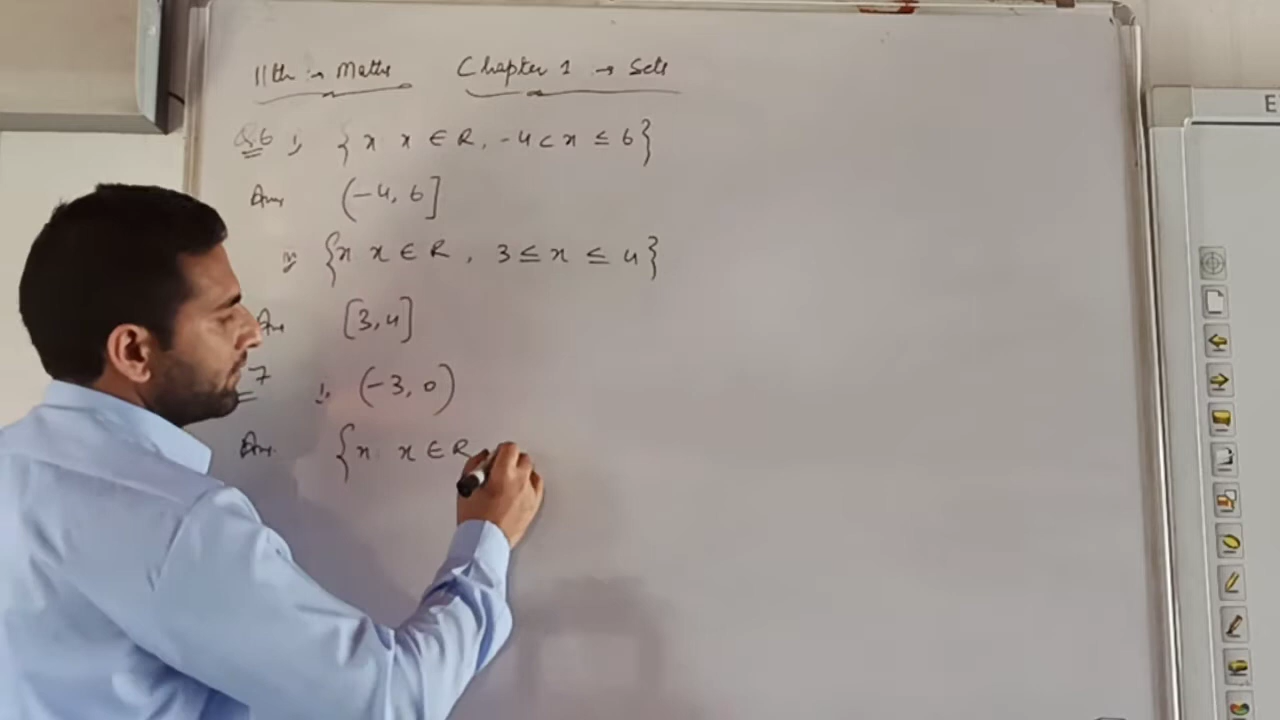 11th :→ Maths Chapter 1 → Sets
Q.6 i, { x x ∈ R, -4 < x ≤ 6}
Ans (-4, 6]
{x x ∈ R, 3 ≤ x ≤ 4}
Ans [3,4]
7 i. (-3, 0)
Ans. {x x ∈ R
E